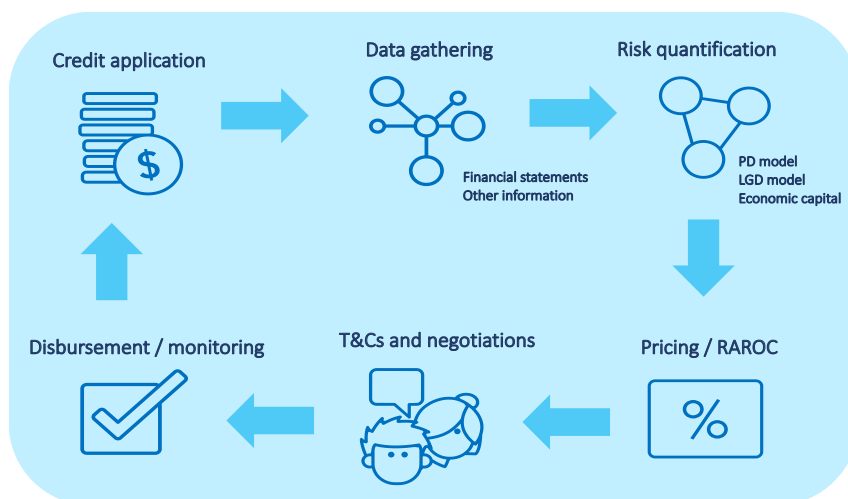 Credit application
Data gathering
Risk quantification
$
Financial statements
Other information
PD model
LGD model
Economic capital
Disbursement / monitoring
T&Cs and negotiations
Pricing / RAROC
%